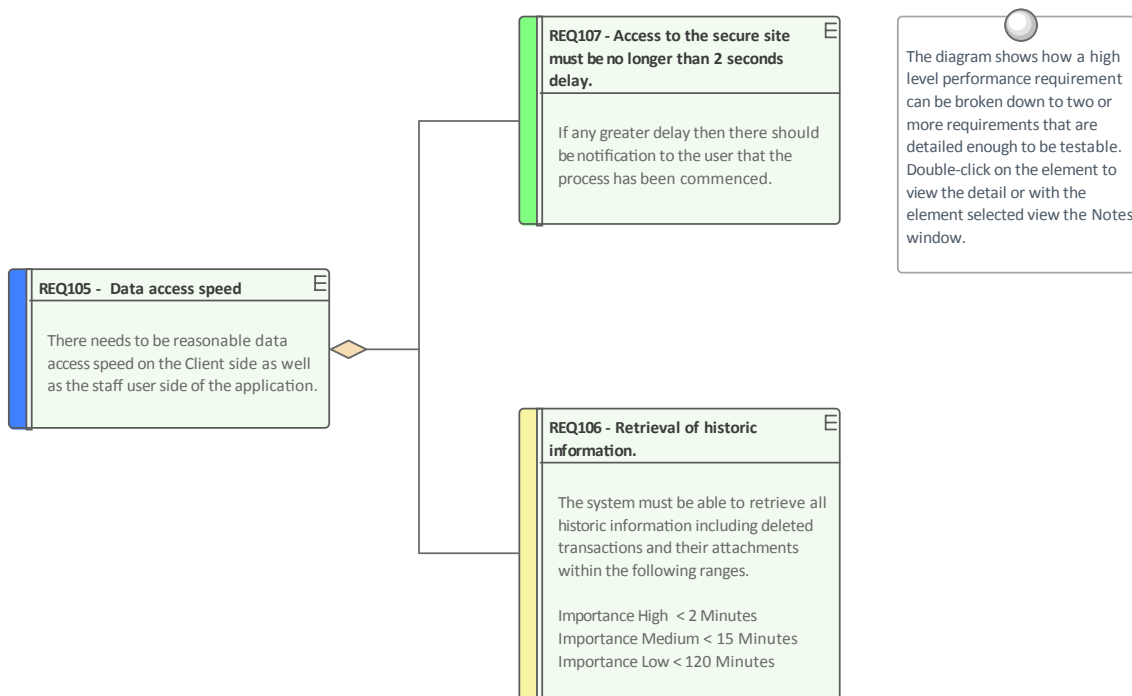 REQ107 - Access to the secure site
must be no longer than 2 seconds
delay.
If any greater delay then there should
be notification to the user that the
process has been commenced.
The diagram shows how a high
level performance requirement
can be broken down to two or
more requirements that are
detailed enough to be testable.
Double-click on the element to
view the detail or with the
element selected view the Notes
window.
REQ105 - Data access speed
There needs to be reasonable data
access speed on the Client side as well
as the staff user side of the application.
REQ106 - Retrieval of historic
information.
The system must be able to retrieve all
historic information including deleted
transactions and their attachments
within the following ranges.
Importance High < 2 Minutes
Importance Medium < 15 Minutes
Importance Low < 120 Minutes